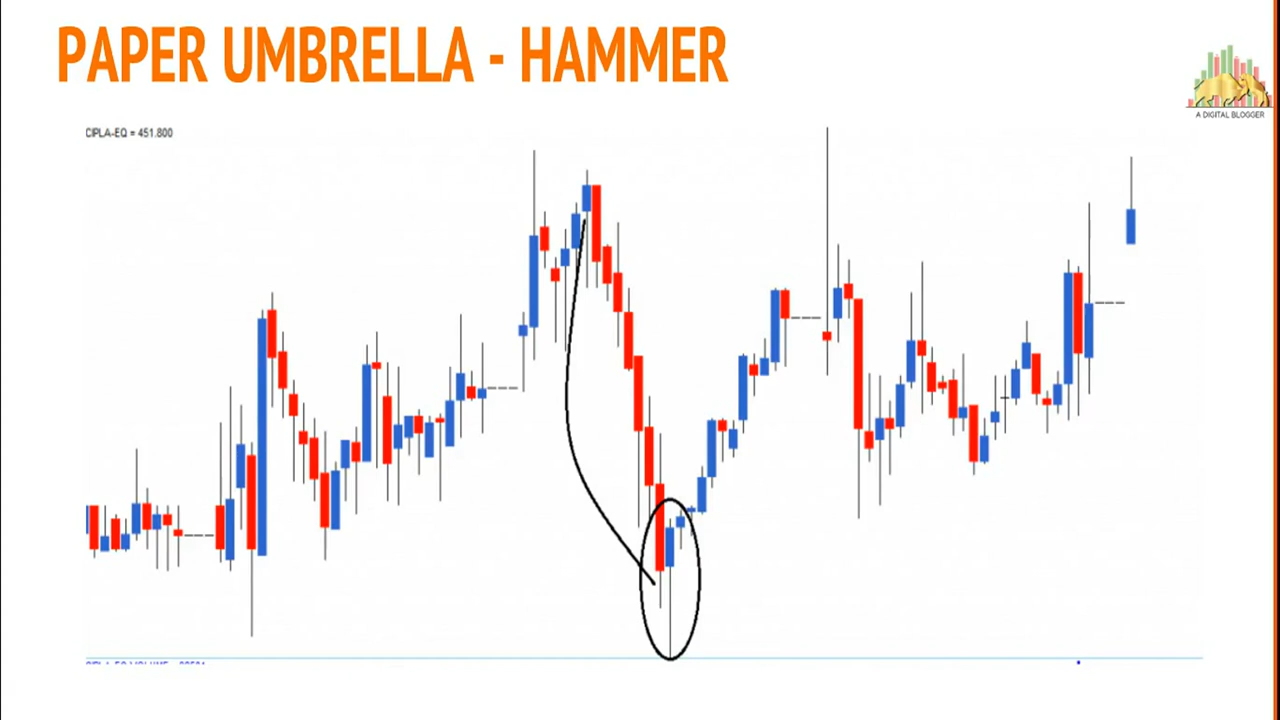 PAPER UMBRELLA - HAMMER
A DIGITAL BLOGGER
CIPLA-EQ = 451.800